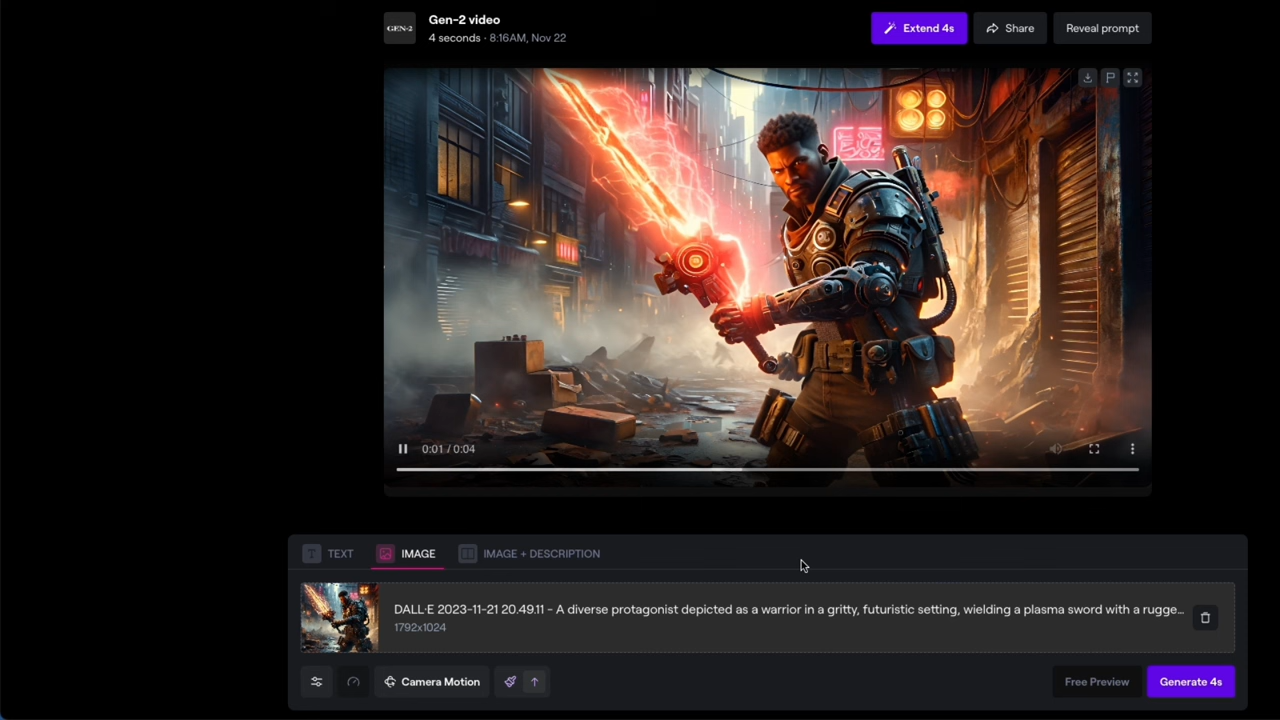 GEN-2
Gen-2 video
4 seconds · 8:16AM, Nov 22
Extend 4s
Share
Reveal prompt
0:01 / 0:04
TEXT
IMAGE
IMAGE + DESCRIPTION
DALL·E 2023-11-21 20.49.11 - A diverse protagonist depicted as a warrior in a gritty, futuristic setting, wielding a plasma sword with a rugge...
1792x1024
Camera Motion
Free Preview
Generate 4s